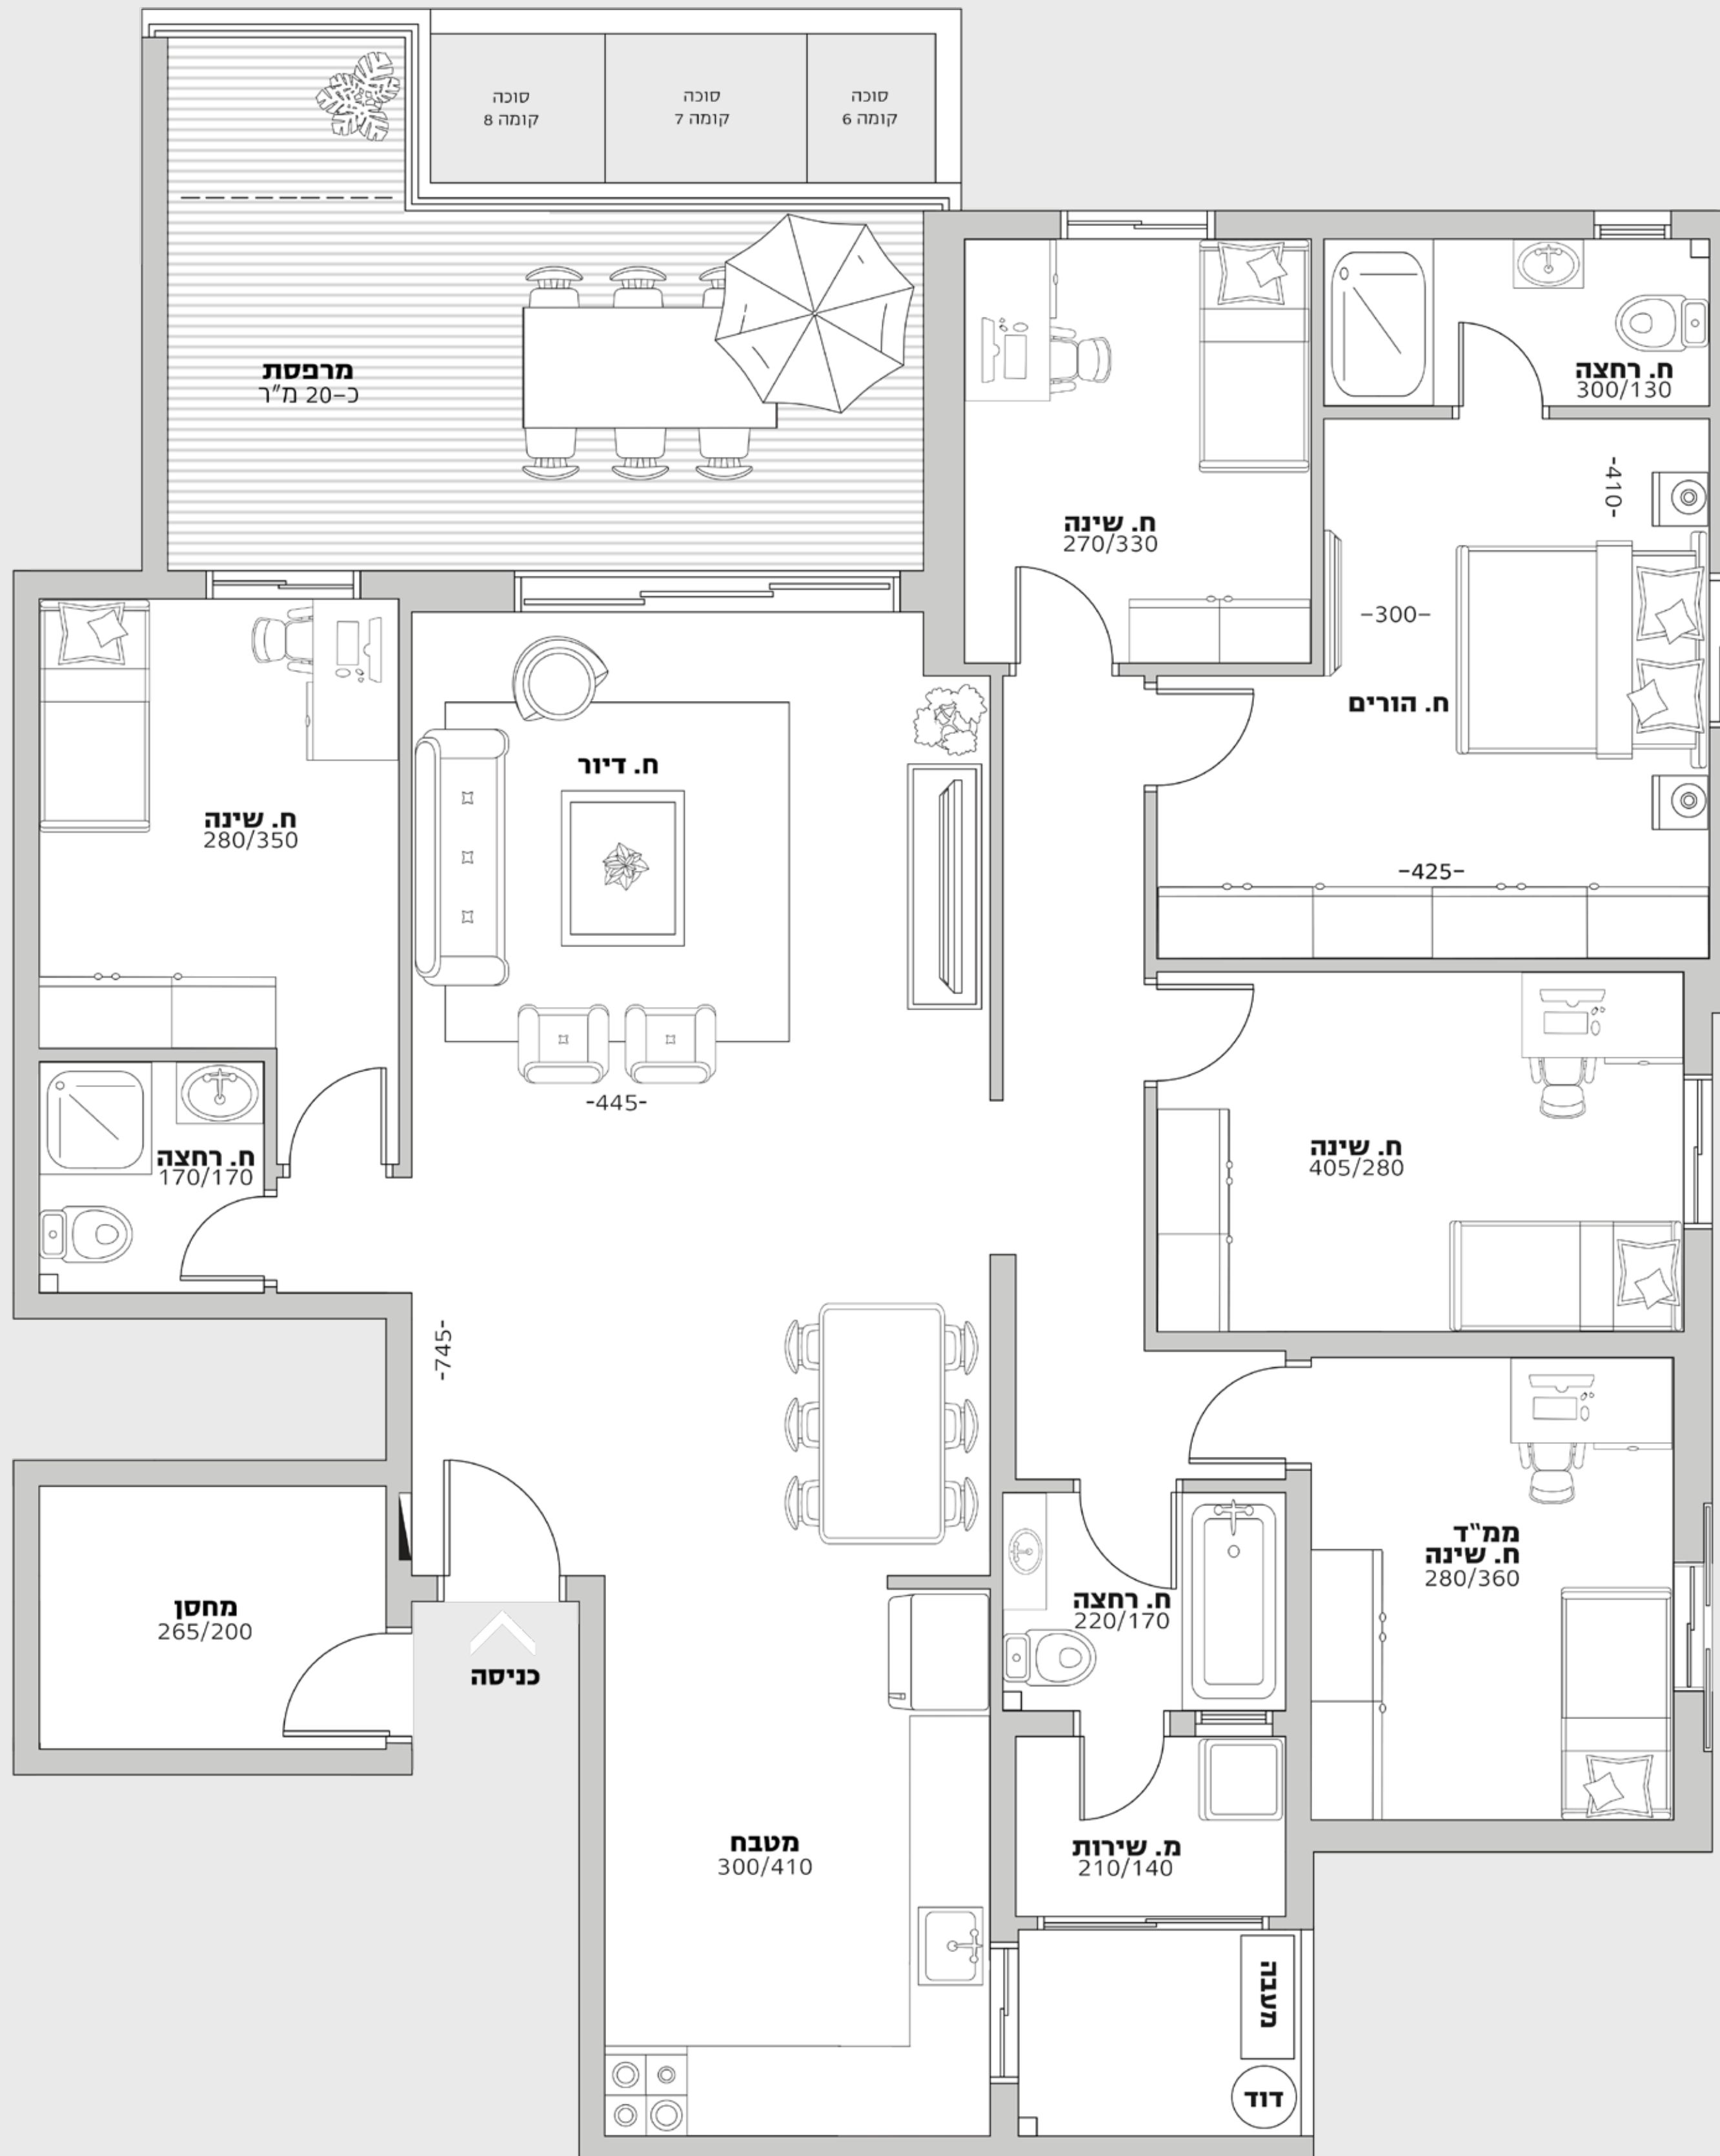 סוכה
קומה 8
סוכה
קומה 7
סוכה
קומה 6
מרפסת
כ-20 מ"ר
ח. רחצה
300/130
-410-
ח. שינה
270/330
-300-
ח. הורים
ח. דיור
ח. שינה
280/350
-425-
-445-
ח. רחצה
170/170
ח. שינה
405/280
-745-
ממ"ד
ח. שינה
280/360
מחסן
265/200
ח. רחצה
220/170
כניסה
מטבח
300/410
מ. שירות
210/140
מעבה
דוד